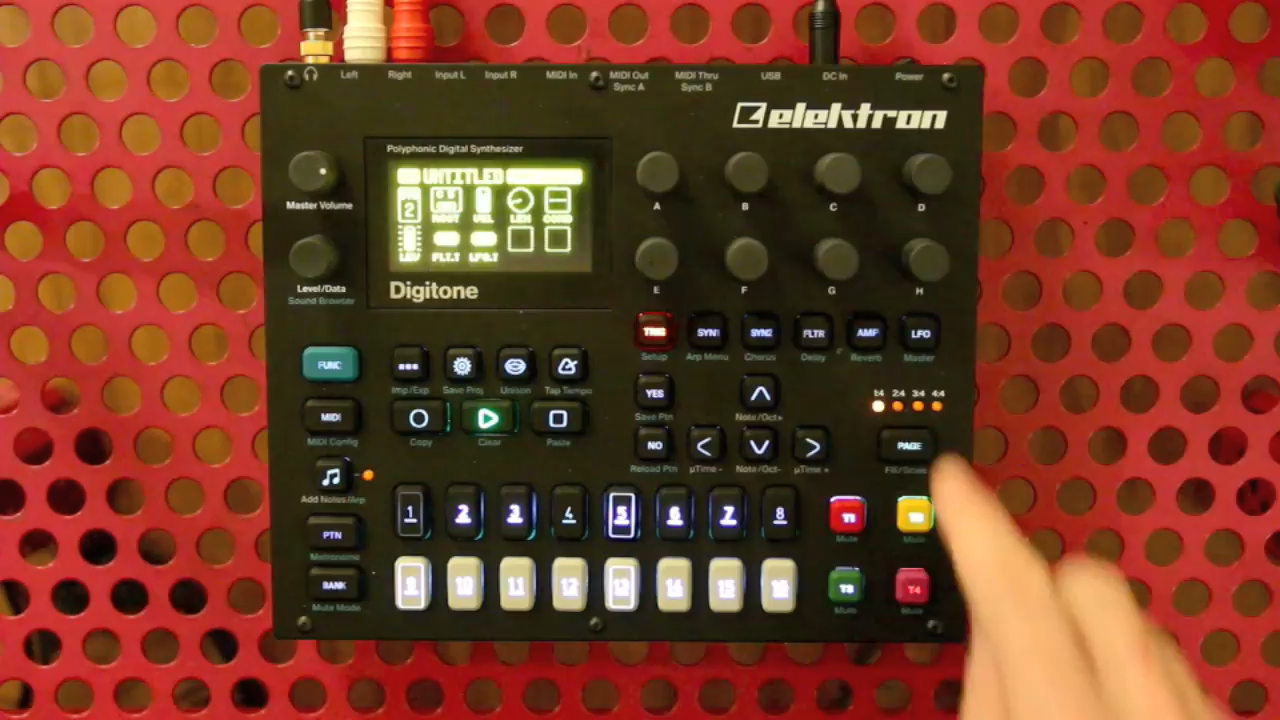 Left Right Input L Input R MIDI In MIDI Out Sync A MIDI Thru Sync B USB DC In Power
elektron
Polyphonic Digital Synthesizer
UNTITLED
2 ROOT VEL LEN COND
LEV FLT.T LFO.T
Digitone
Master Volume
Level/Data
Sound Browser
A B C D
E F G H
TRIG SYN1 SYN2 FLTR AMP LFO
Setup Arp Menu Chorus Delay Reverb Master
FUNC
Imp/Exp Save Proj Unison Tap Tempo
MIDI
MIDI Config
Copy Clear Paste
YES
Save Ptn Note/Oct+
NO
Reload Ptn µTime - Note/Oct- µTime +
1:4 2:4 3:4 4:4
PAGE
Add Notes/Arp
PTN
Metronome
BANK
Mute Mode
1 2 3 4 5 6 7 8
9 10 11 12 13 14 15 16
T1
Mute Mute
T3 T4
Mute Mute